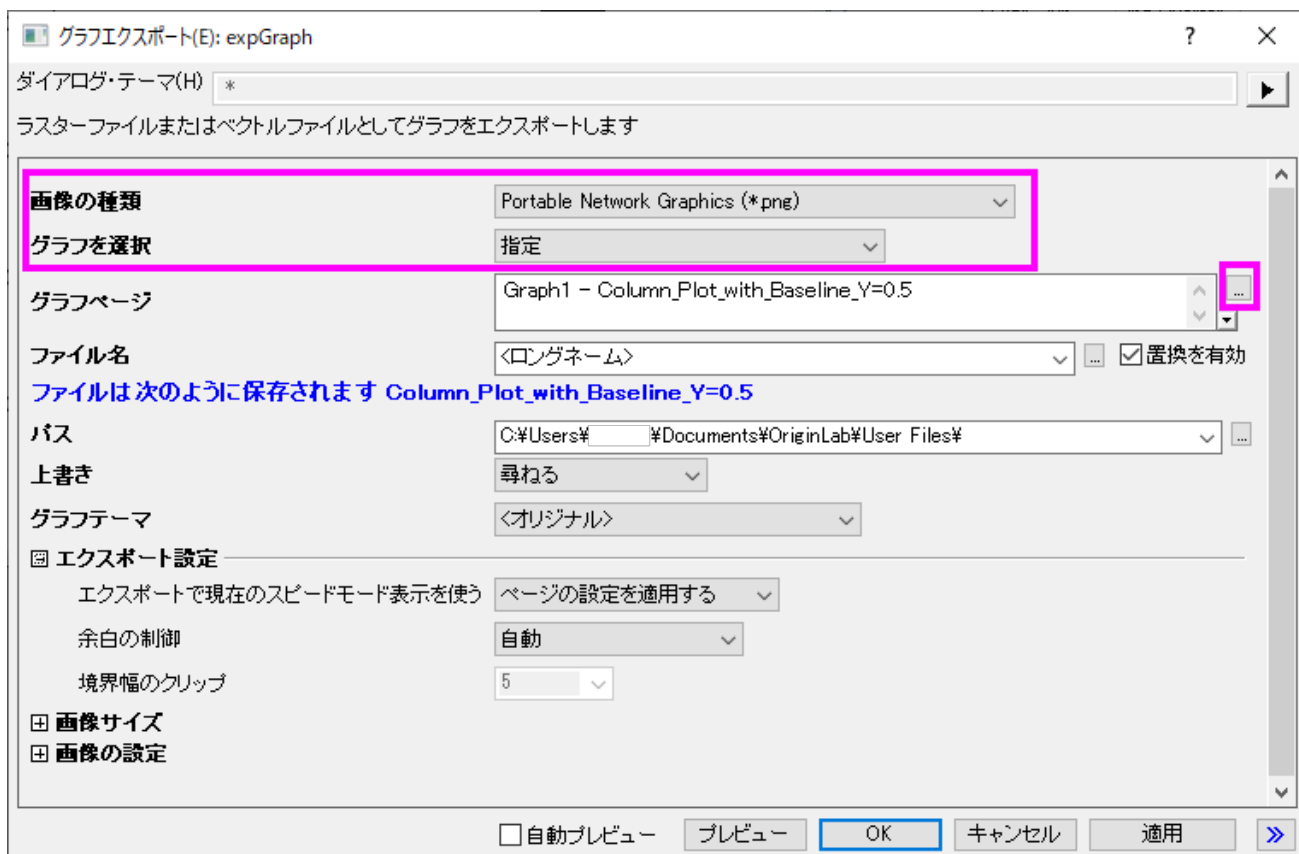 グラフエクスポート(E): expGraph ? ×
ダイアログ・テーマ(H) *
ラスターファイルまたはベクトルファイルとしてグラフをエクスポートします
画像の種類 Portable Network Graphics (*.png)
グラフを選択 指定
グラフページ Graph1 - Column_Plot_with_Baseline_Y=0.5 ...
ファイル名 <ロングネーム> ... 置換を有効
ファイルは 次のように保存されます Column_Plot_with_Baseline_Y=0.5
パス C:¥Users¥ ¥Documents¥OriginLab¥User Files¥ ...
上書き 尋ねる
グラフテーマ <オリジナル>
エクスポート設定
エクスポートで現在のスピードモード表示を使う ページの設定を適用する
余白の制御 自動
境界幅のクリップ 5
画像サイズ
画像の設定
自動プレビュー プレビュー OK キャンセル 適用 »